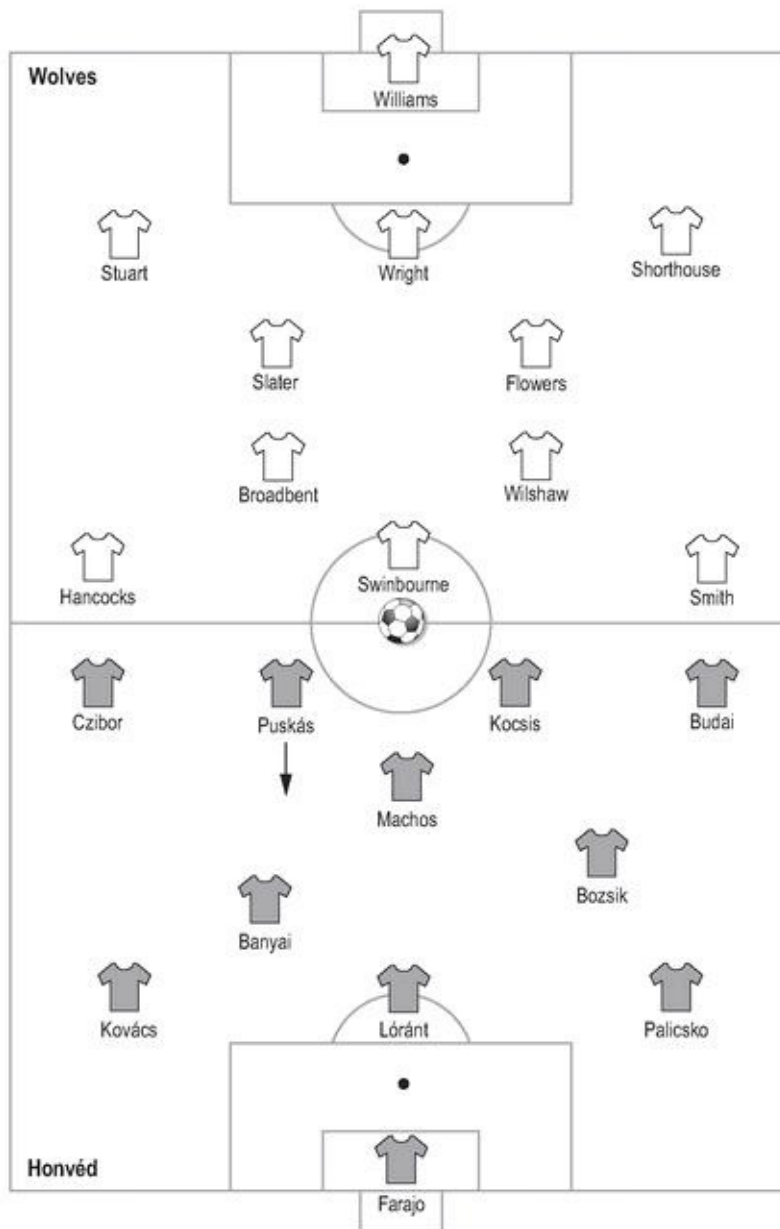 Wolves
Williams
Stuart
Wright
Shorthouse
Slater
Flowers
Broadbent
Wilshaw
Hancocks
Swinbourne
Smith
Czibor
Puskás
Kocsis
Budai
Machos
Bozsik
Banyai
Kovács
Lóránt
Palicsko
Honvéd
Farajo